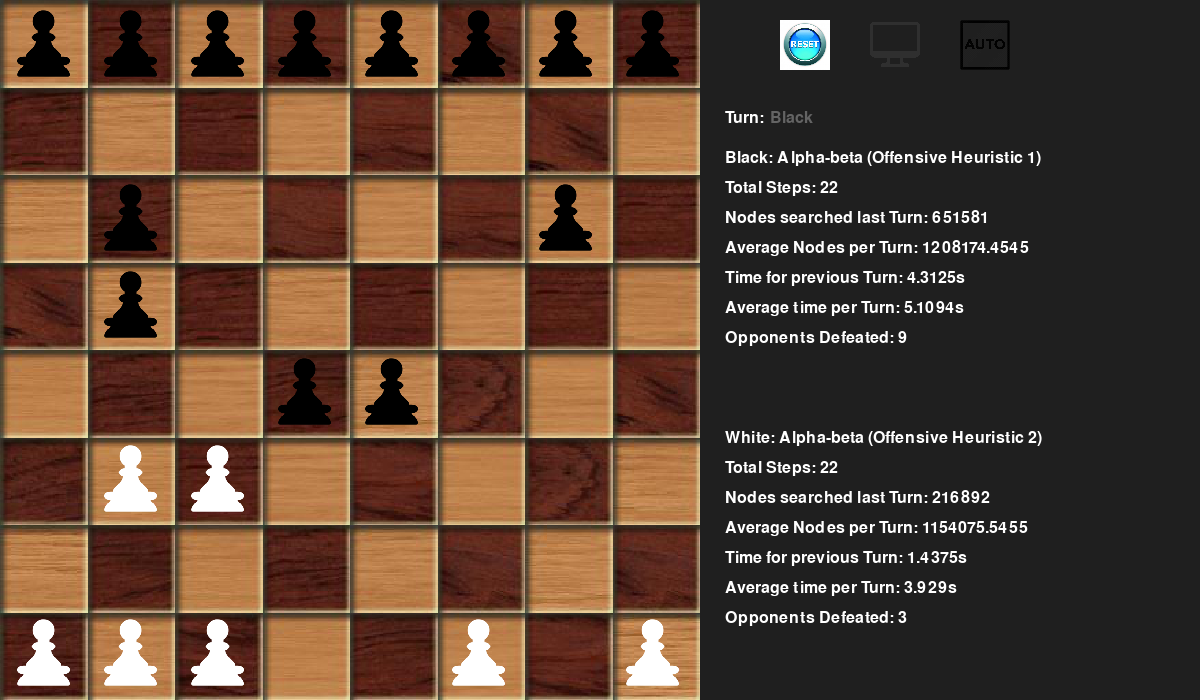 RESET
AUTO
Turn: Black
Black: Alpha-beta (Offensive Heuristic 1)
Total Steps: 22
Nodes searched last Turn: 651581
Average Nodes per Turn: 1208174.4545
Time for previous Turn: 4.3125s
Average time per Turn: 5.1094s
Opponents Defeated: 9
White: Alpha-beta (Offensive Heuristic 2)
Total Steps: 22
Nodes searched last Turn: 216892
Average Nodes per Turn: 1154075.5455
Time for previous Turn: 1.4375s
Average time per Turn: 3.929s
Opponents Defeated: 3